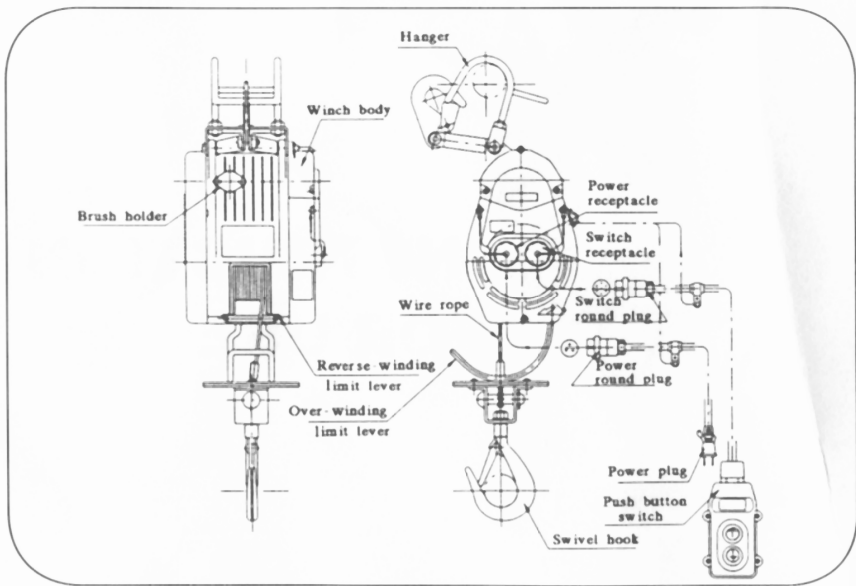 Hanger
Winch body
Brush holder
Power
receptacle
Switch
receptacle
Wire rope
Switch
round plug
Reverse-winding
limit lever
Over-winding
limit lever
Power
round plug
Power plug
Push button
switch
Swivel hook